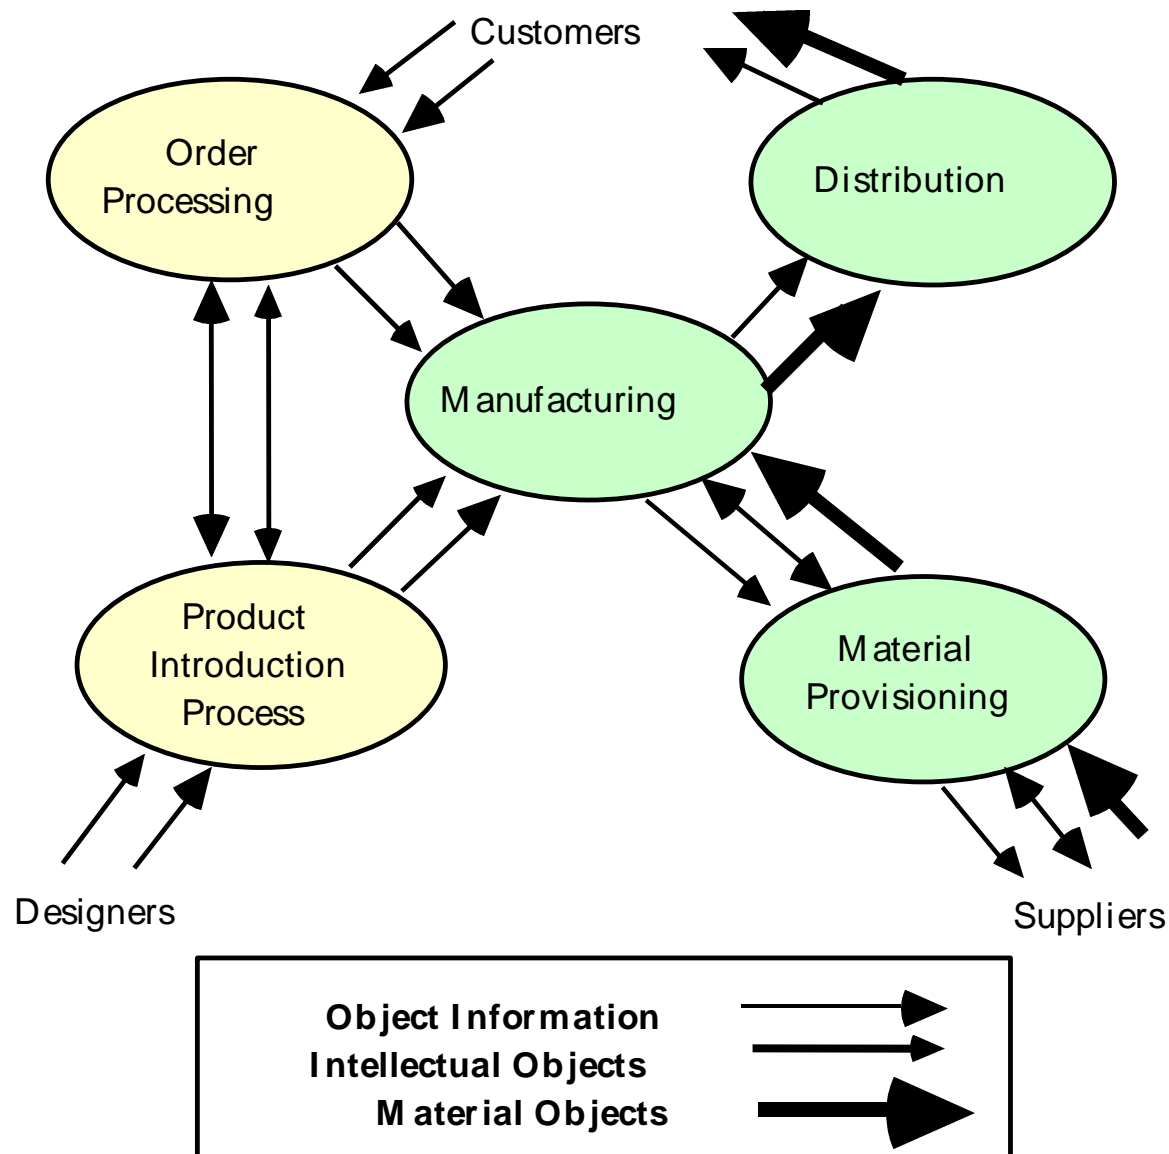 Customers
Order
Processing
Distribution
Manufacturing
Product
Introduction
Process
Material
Provisioning
Designers
Suppliers
Object Information
Intellectual Objects
Material Objects